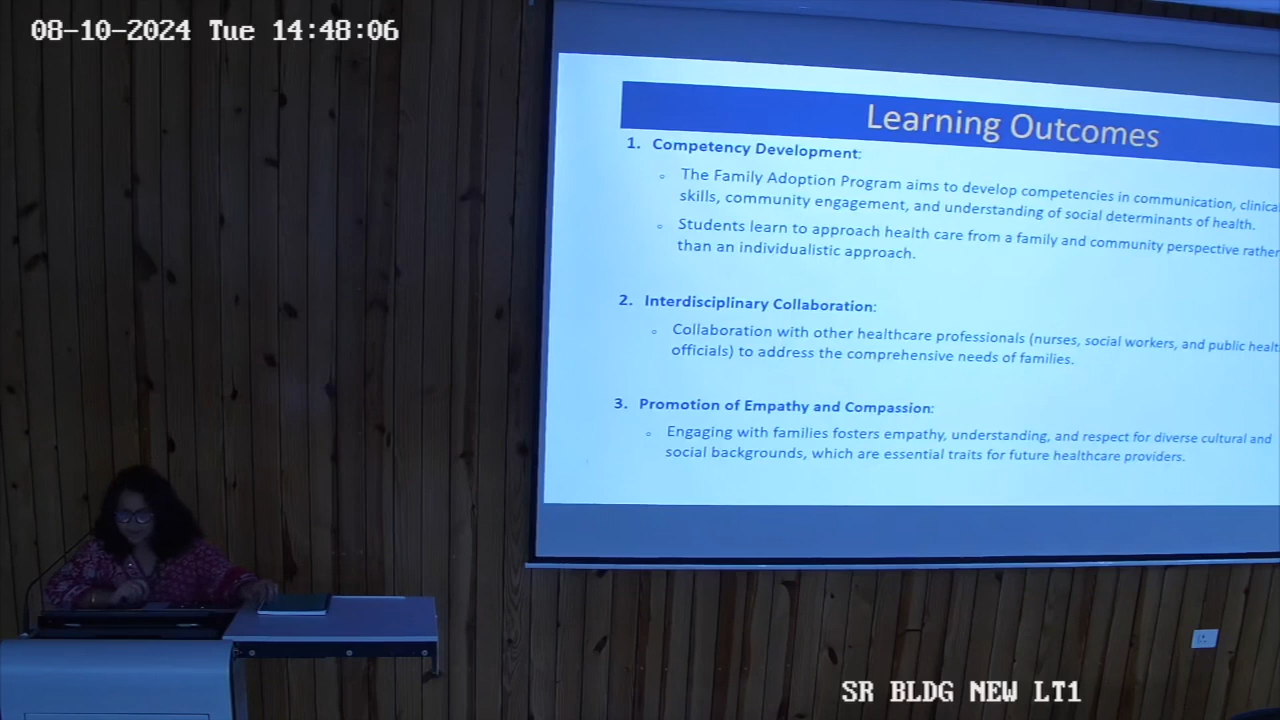 08-10-2024 Tue 14:48:06
Learning Outcomes
1. Competency Development:
The Family Adoption Program aims to develop competencies in communication,
skills, community engagement, and understanding of social determinants of health.
Students learn to approach health care from a family and community perspective rather
than an individualistic approach.
2. Interdisciplinary Collaboration:
Collaboration with other healthcare professionals (nurses, social workers, and public
officials) to address the comprehensive needs of families.
3. Promotion of Empathy and Compassion:
Engaging with families fosters empathy, understanding, and respect for diverse cultural and
social backgrounds, which are essential traits for future healthcare providers.
SR BLDG NEW LT1